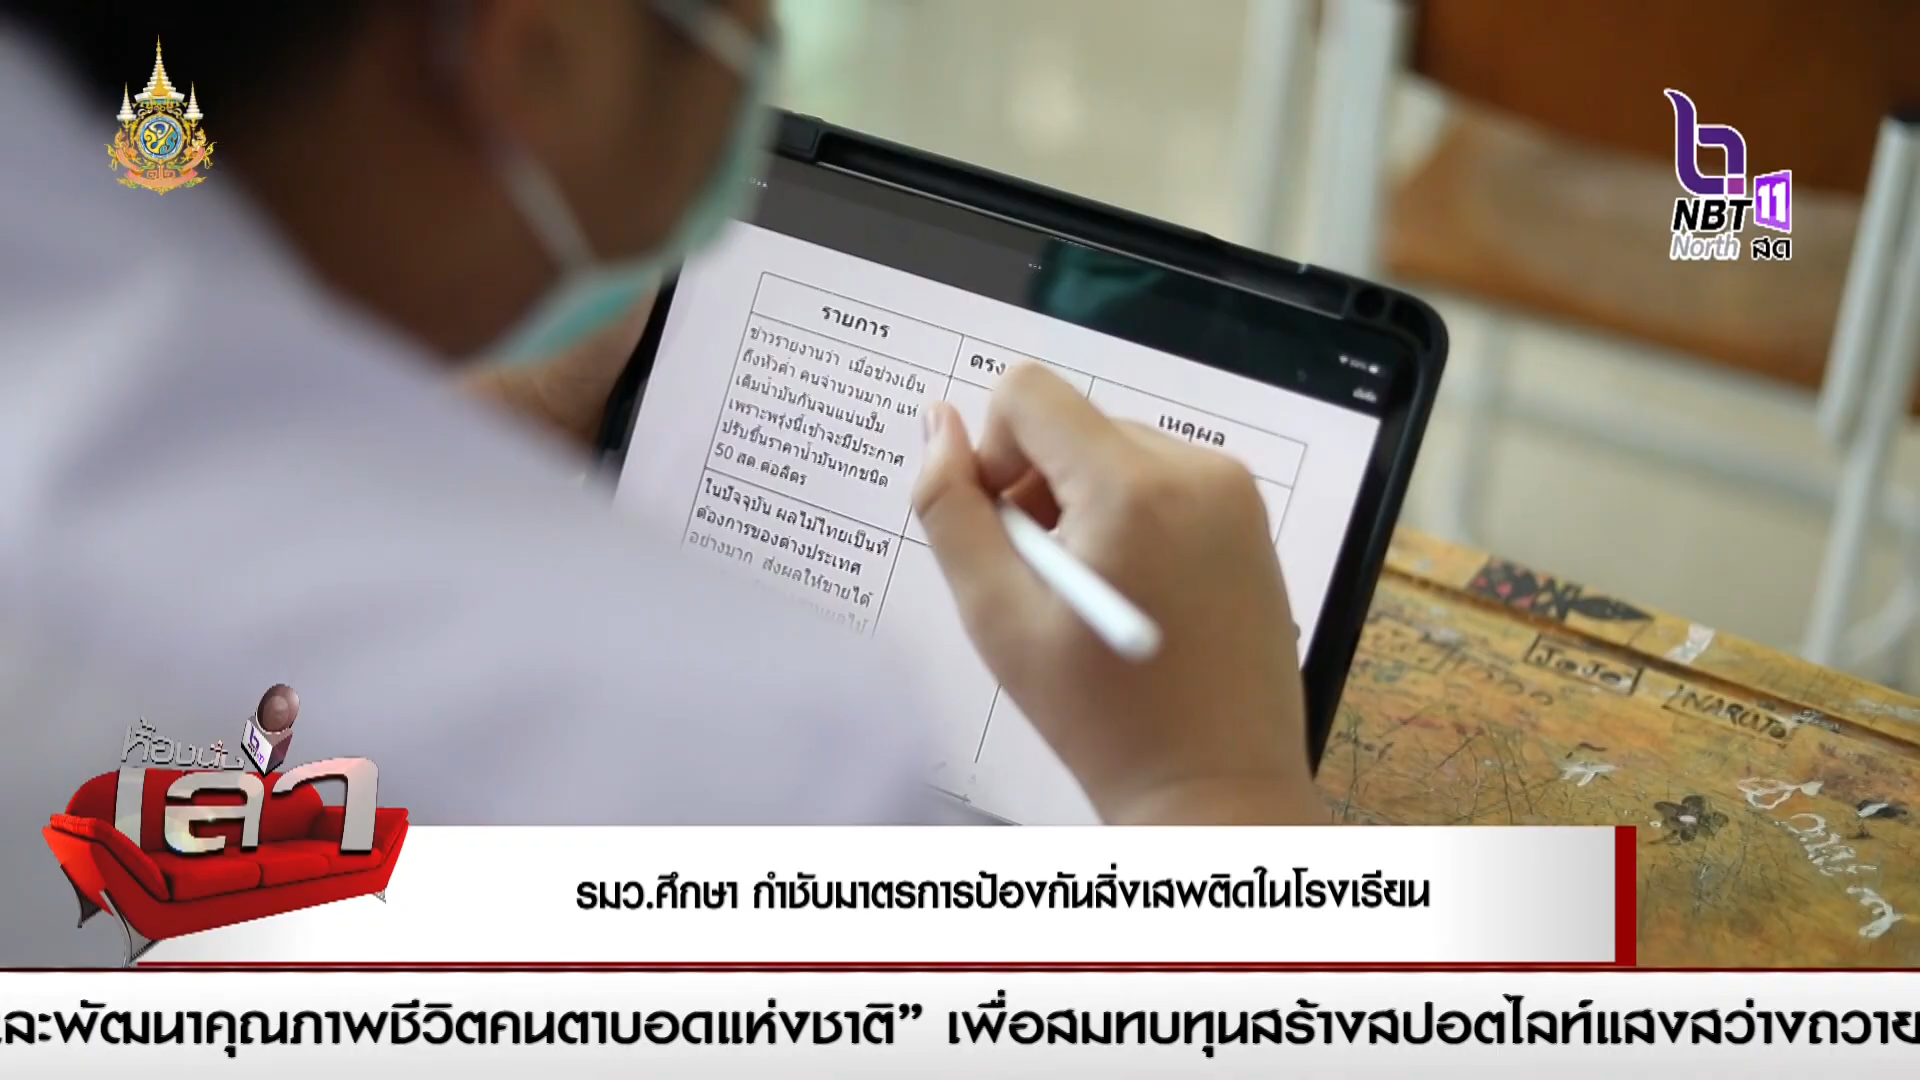 NBT 11
North สด
รายการ
ตรง
เหตุผล
ข่าวรายงานว่า เมื่อช่วงเย็น
ถึงหัวค่ำ คนจำนวนมาก แห่
เติมน้ำมันกันจนแน่นปั๊ม
เพราะพรุ่งนี้เช้าจะมีประกาศ
ปรับขึ้นราคาน้ำมันทุกชนิด
50 สต.ต่อลิตร
ในปัจจุบัน ผลไม้ไทยเป็นที่
ต้องการของต่างประเทศ
อย่างมาก ส่งผลให้ขายได้
JoJo
NARUTO
ห้องนั่ง
เล่า
รมว.ศึกษา กำชับมาตรการป้องกันสิ่งเสพติดในโรงเรียน
ละพัฒนาคุณภาพชีวิตคนตาบอดแห่งชาติ” เพื่อสมทบทุนสร้างสปอตไลท์แสงสว่างถวาย